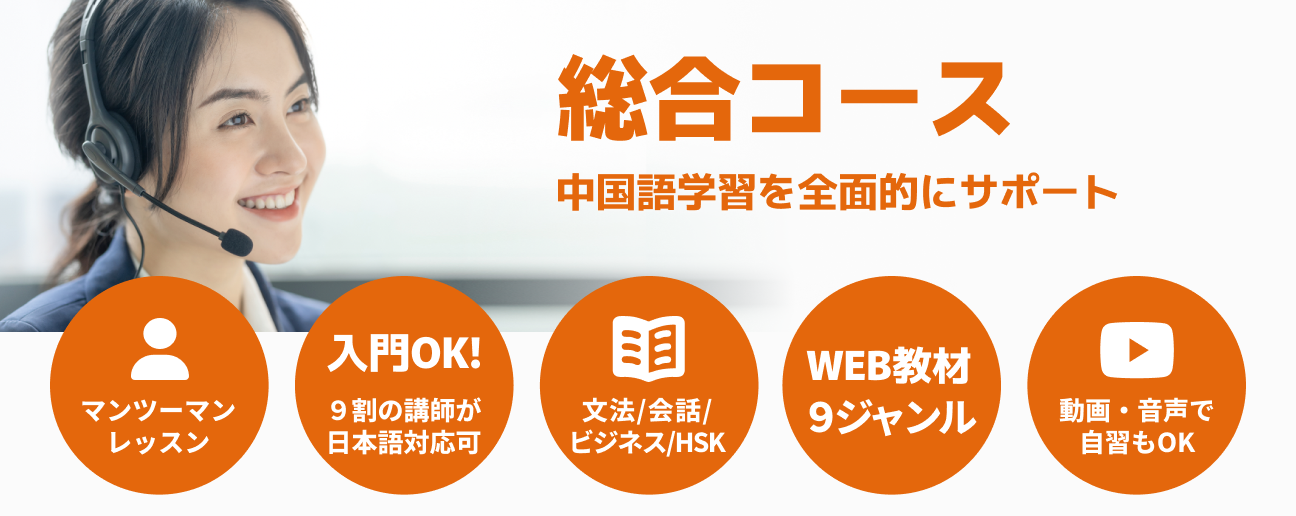 総合コース
中国語学習を全面的にサポート
マンツーマン
レッスン
入門OK!
９割の講師が
日本語対応可
文法/会話/
ビジネス/HSK
WEB教材
９ジャンル
動画・音声で
自習もOK